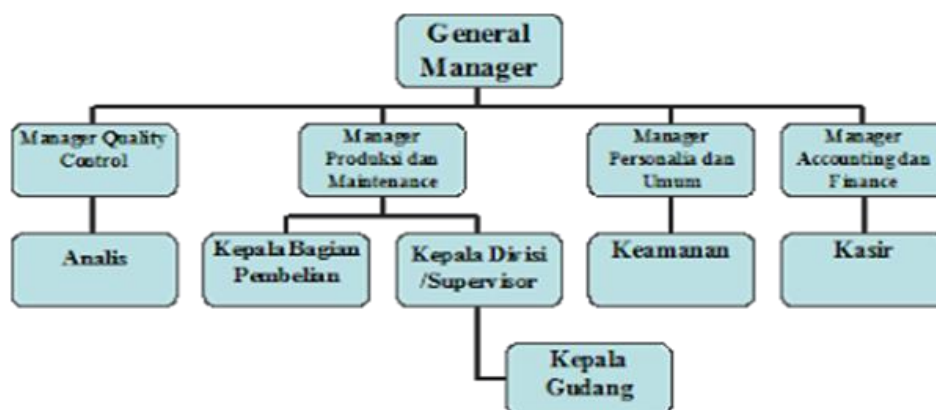 General
Manager
Manager Quality
Control
Manager
Produksi dan
Maintenance
Manager
Personalia dan
Umum
Manager
Accounting dan
Finance
Analis
Kepala Bagian
Pembelian
Kepala Divisi
/Supervisor
Keamanan
Kasir
Kepala
Gudang